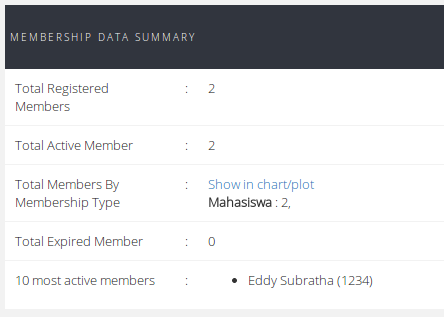 MEMBERSHIP DATA SUMMARY
Total Registered Members : 2
Total Active Member : 2
Total Members By Membership Type : Show in chart/plot
Mahasiswa : 2,
Total Expired Member : 0
10 most active members : • Eddy Subratha (1234)